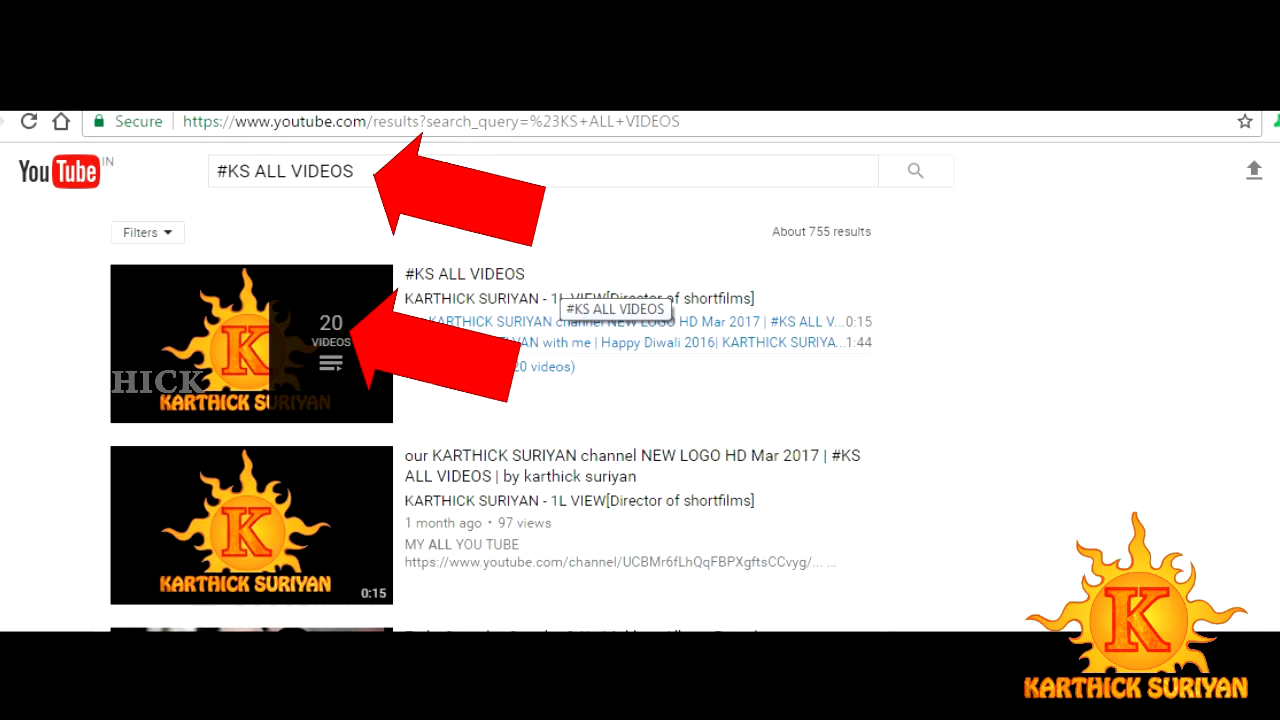 Secure https://www.youtube.com/results?search_query=%23KS+ALL+VIDEOS
YouTube IN
#KS ALL VIDEOS
Filters
About 755 results
#KS ALL VIDEOS
KARTHICK SURIYAN - 1L VIEW[Director of shortfilms]
#KS ALL VIDEOS
KARTHICK SURIYAN channel NEW LOGO HD Mar 2017 | #KS ALL V... 0:15
with me | Happy Diwali 2016| KARTHICK SURIYA... 1:44
20 videos)
20
VIDEOS
K
HICK
KARTHICK SURIYAN
our KARTHICK SURIYAN channel NEW LOGO HD Mar 2017 | #KS
ALL VIDEOS | by karthick suriyan
KARTHICK SURIYAN - 1L VIEW[Director of shortfilms]
1 month ago • 97 views
MY ALL YOU TUBE
https://www.youtube.com/channel/UCBMr6fLhQqFBPXgftsCCvyg/... ...
K
KARTHICK SURIYAN
0:15
K
KARTHICK SURIYAN